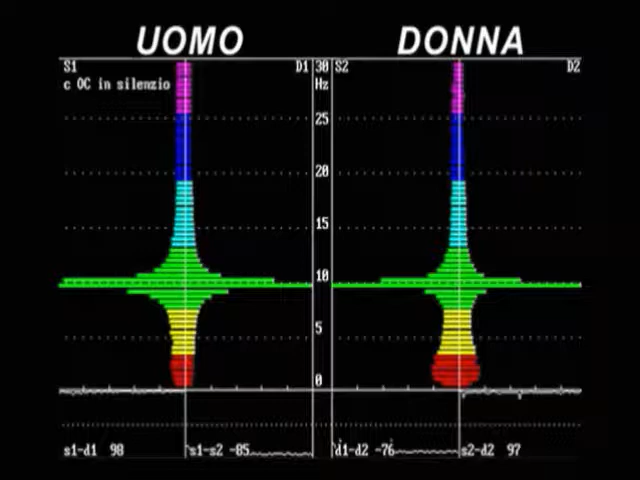 UOMO DONNA
S1 D1 30 S2 D2
c OC in silenzio Hz
25
20
15
10
5
0
s1-d1 98 s1-s2 -85 d1-d2 -76 s2-d2 97